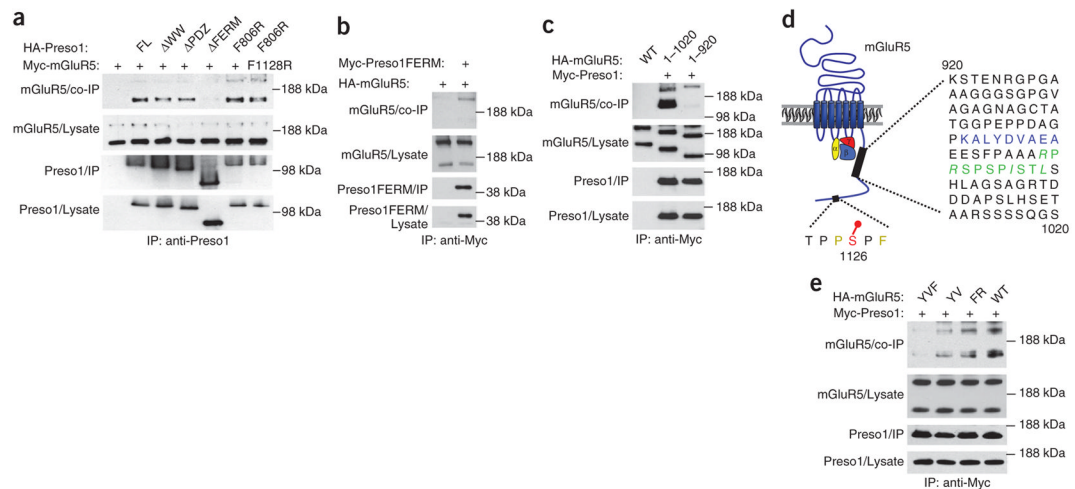 a
HA-Preso1: FL ΔWW ΔPDZ ΔFERM F806R F806R
Myc-mGluR5: + + + + + + F1128R
mGluR5/co-IP
188 kDa
mGluR5/Lysate
188 kDa
Preso1/IP
98 kDa
Preso1/Lysate
98 kDa
IP: anti-Preso1
b
Myc-Preso1FERM: +
HA-mGluR5: + +
mGluR5/co-IP
188 kDa
mGluR5/Lysate
188 kDa
Preso1FERM/IP
38 kDa
Preso1FERM/
Lysate
38 kDa
IP: anti-Myc
c
HA-mGluR5: WT 1–1020 1–920
Myc-Preso1: + +
mGluR5/co-IP
188 kDa
98 kDa
mGluR5/Lysate
188 kDa
Preso1/IP
188 kDa
Preso1/Lysate
188 kDa
IP: anti-Myc
d
mGluR5
α
γ
β
920
K S T E N R G P G A
A A G G G S G P G V
A G A G N A G C T A
T G G P E P P D A G
P K A L Y D V A E A
E E S F P A A A R P
R S P S P I S T L S
H L A G S A G R T D
D D A P S L H S E T
A A R S S S S Q G S
1020
T P P S P F
1126
e
HA-mGluR5: YVF YV FR WT
Myc-Preso1: + + + +
mGluR5/co-IP
188 kDa
mGluR5/Lysate
188 kDa
Preso1/IP
188 kDa
Preso1/Lysate
188 kDa
IP: anti-Myc